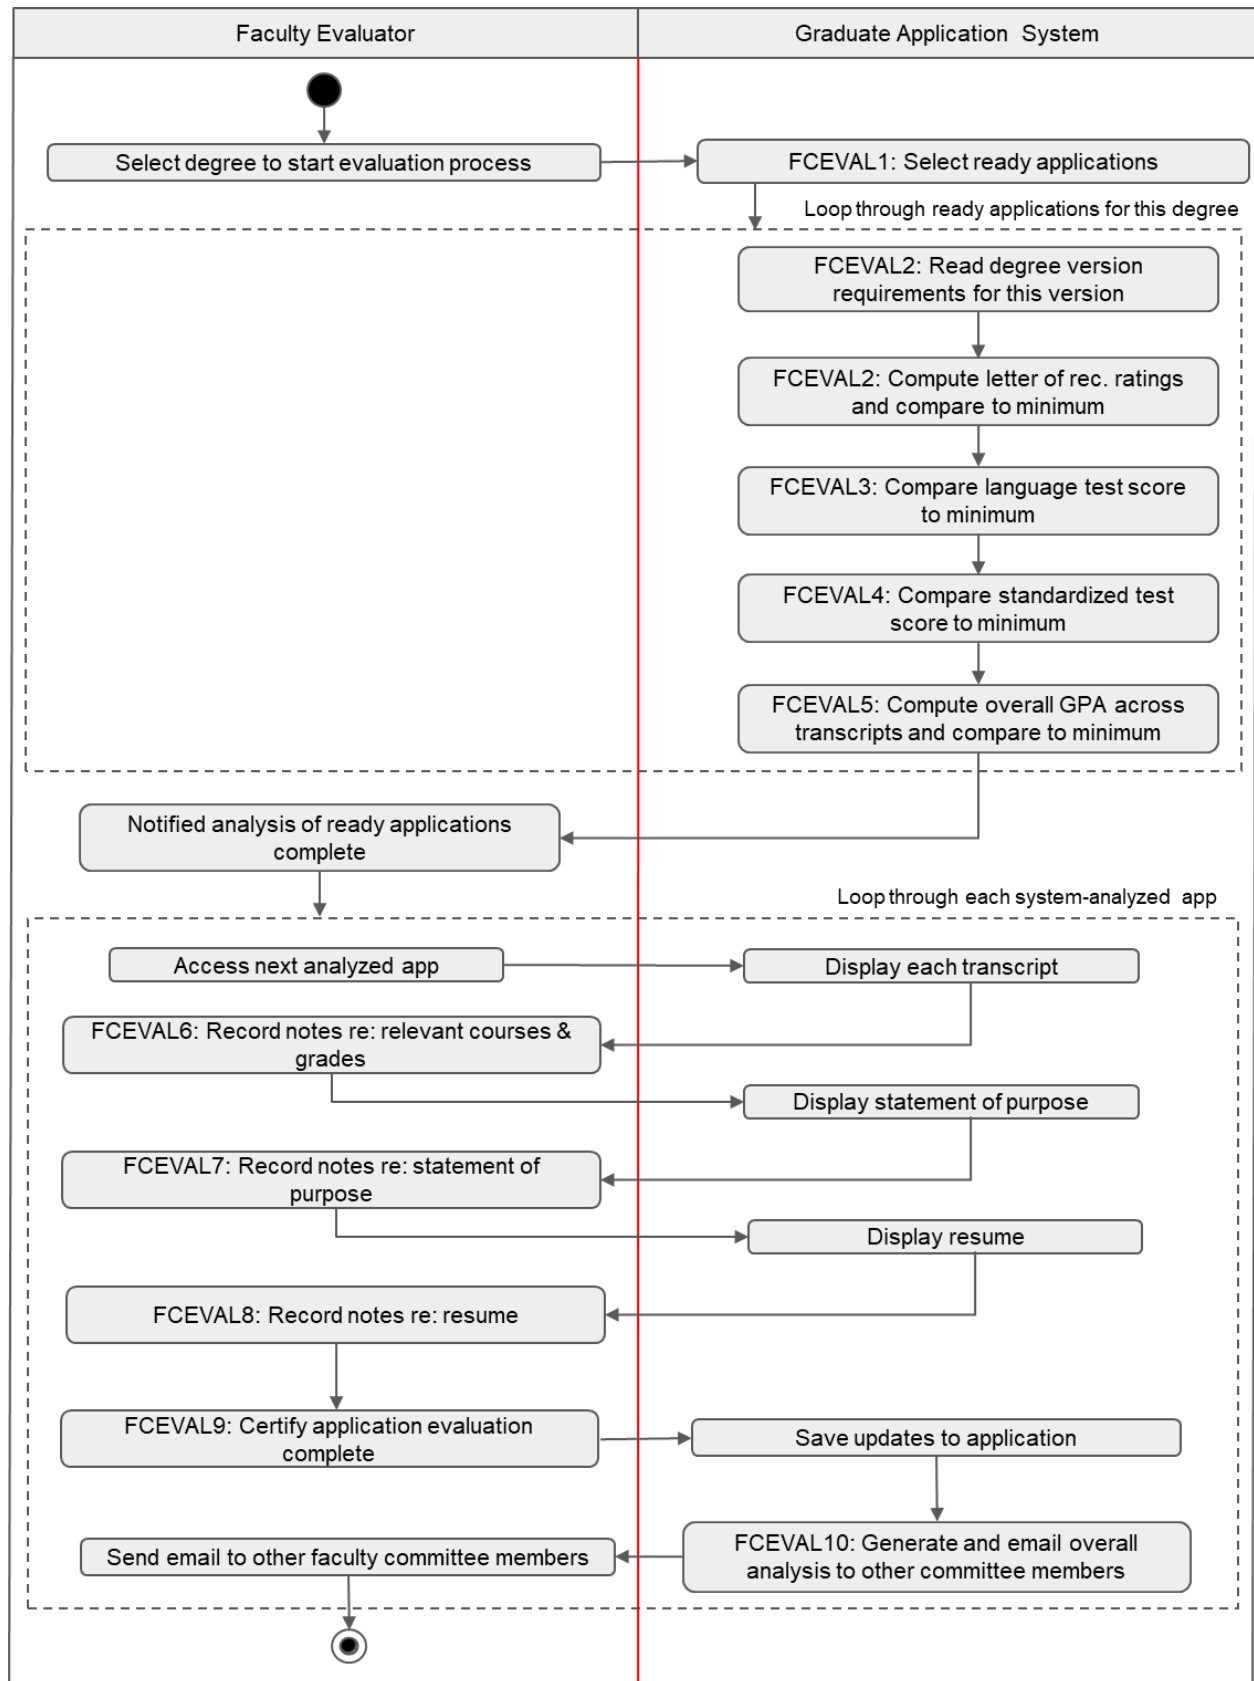 Faculty Evaluator
Graduate Application System
Select degree to start evaluation process
FCEVAL1: Select ready applications
Loop through ready applications for this degree
FCEVAL2: Read degree version
requirements for this version
FCEVAL2: Compute letter of rec. ratings
and compare to minimum
FCEVAL3: Compare language test score
to minimum
FCEVAL4: Compare standardized test
score to minimum
FCEVAL5: Compute overall GPA across
transcripts and compare to minimum
Notified analysis of ready applications
complete
Loop through each system-analyzed app
Access next analyzed app
Display each transcript
FCEVAL6: Record notes re: relevant courses &
grades
Display statement of purpose
FCEVAL7: Record notes re: statement of
purpose
Display resume
FCEVAL8: Record notes re: resume
FCEVAL9: Certify application evaluation
complete
Save updates to application
FCEVAL10: Generate and email overall
analysis to other committee members
Send email to other faculty committee members